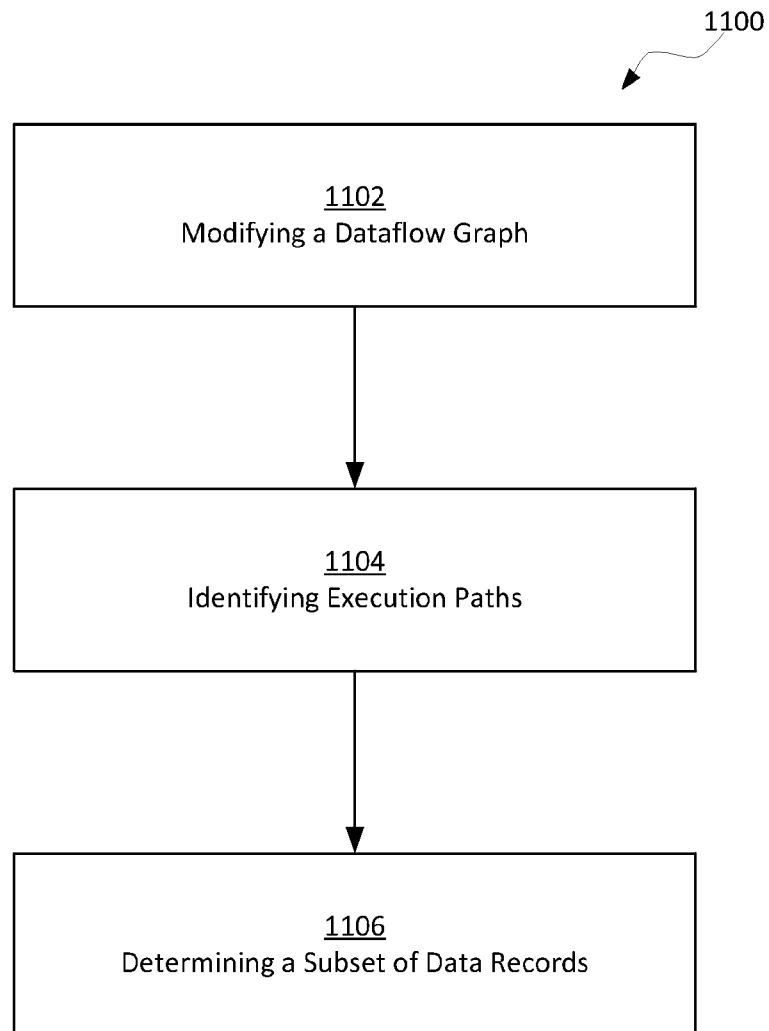 1100
1102
Modifying a Dataflow Graph
1104
Identifying Execution Paths
1106
Determining a Subset of Data Records